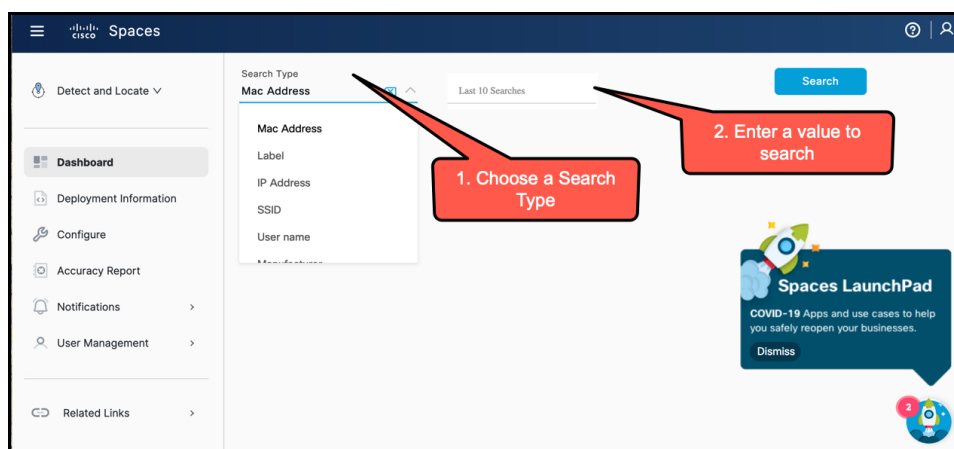 cisco Spaces
Detect and Locate
Dashboard
Deployment Information
Configure
Accuracy Report
Notifications
User Management
Related Links
Search Type
Mac Address
Last 10 Searches
Search
Mac Address
Label
IP Address
SSID
User name
Manufacturer
1. Choose a Search
Type
2. Enter a value to
search
Spaces LaunchPad
COVID-19 Apps and use cases to help
you safely reopen your businesses.
Dismiss
2